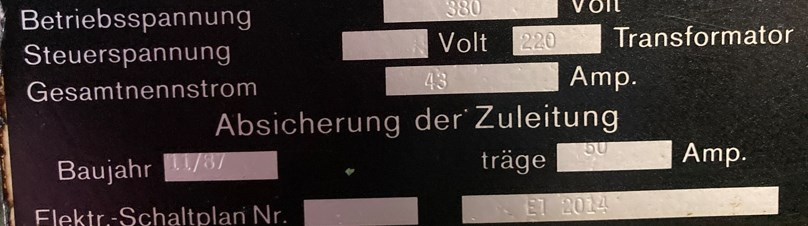 Betriebsspannung 380 Volt
Steuerspannung Volt 220 Transformator
Gesamtnennstrom 43 Amp.
Absicherung der Zuleitung
Baujahr 11/87 träge 50 Amp.
Elektr.-Schaltplan Nr. ET 2014